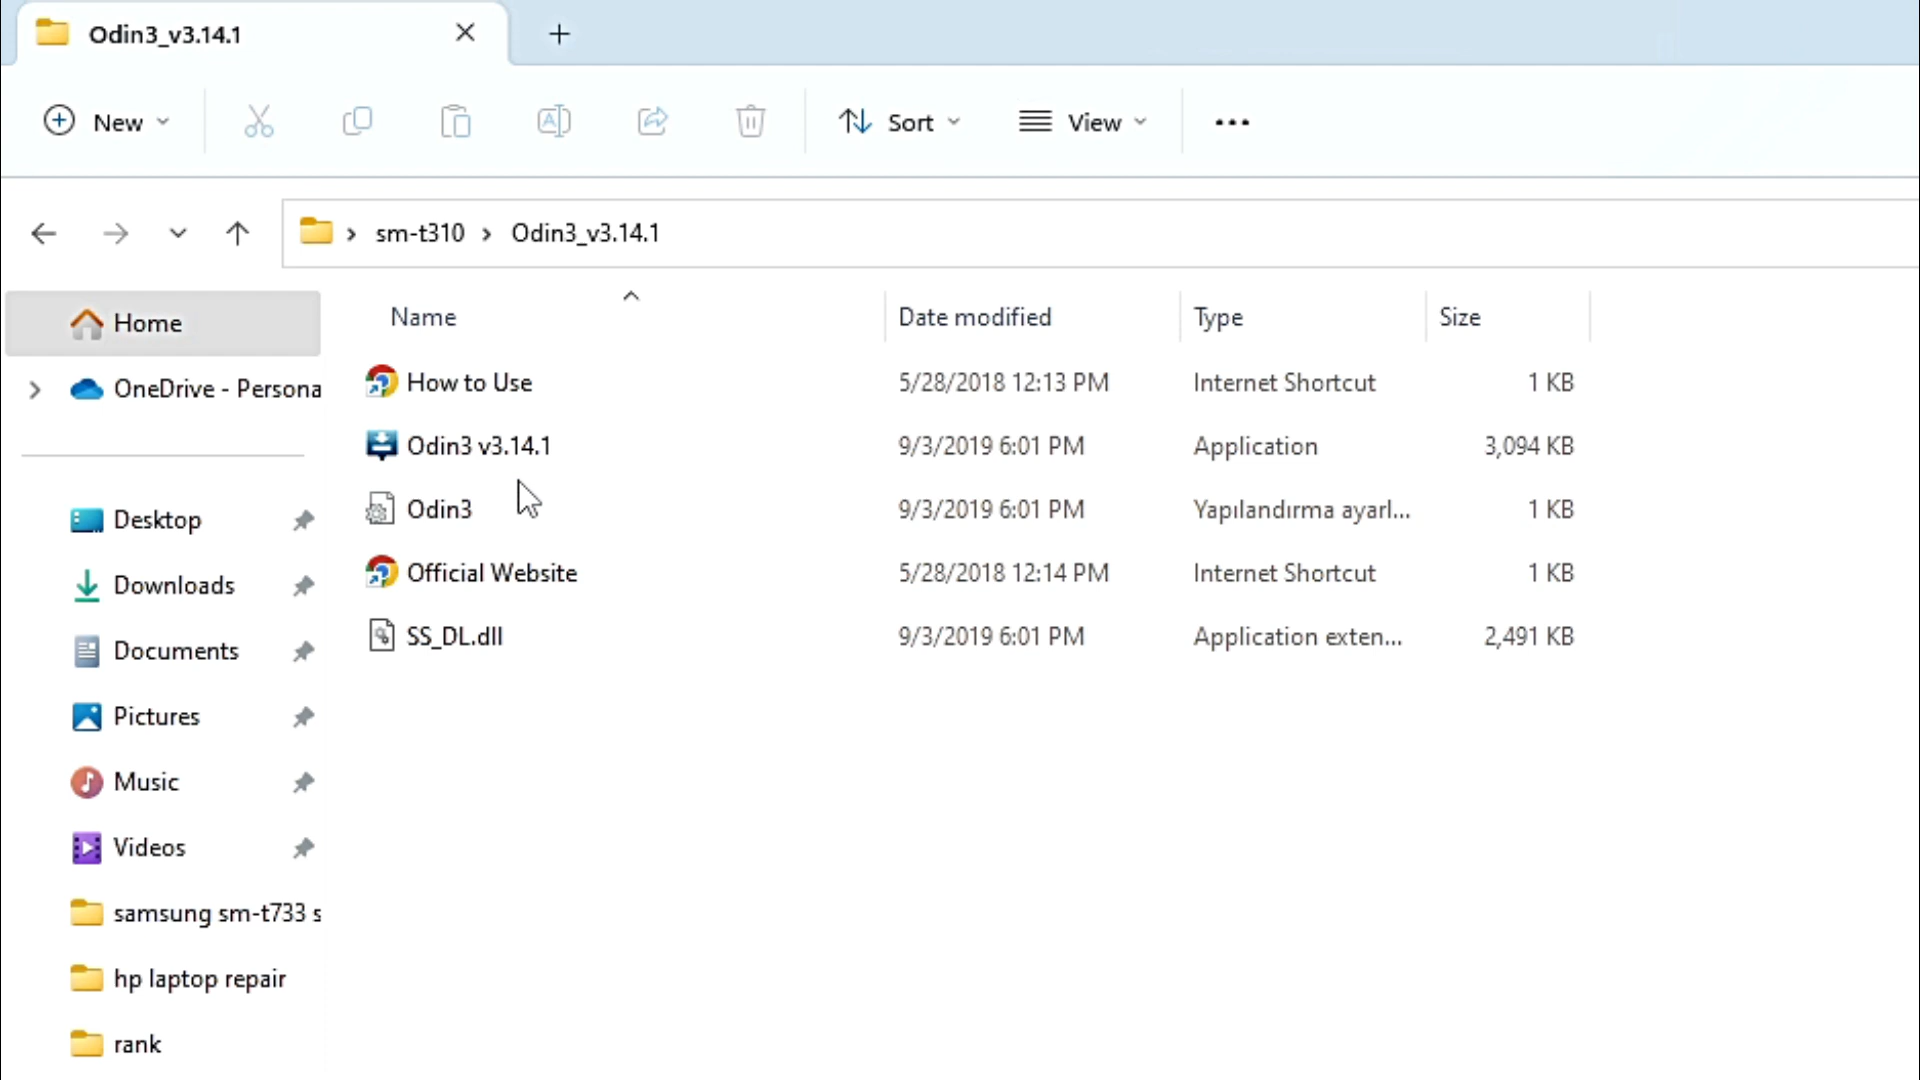 Odin3_v3.14.1
New
Sort
View
sm-t310 > Odin3_v3.14.1
Home
OneDrive - Persona
Desktop
Downloads
Documents
Pictures
Music
Videos
samsung sm-t733 s
hp laptop repair
rank
Name Date modified Type Size
How to Use 5/28/2018 12:13 PM Internet Shortcut 1 KB
Odin3 v3.14.1 9/3/2019 6:01 PM Application 3,094 KB
Odin3 9/3/2019 6:01 PM Yapılandırma ayarl... 1 KB
Official Website 5/28/2018 12:14 PM Internet Shortcut 1 KB
SS_DL.dll 9/3/2019 6:01 PM Application exten... 2,491 KB